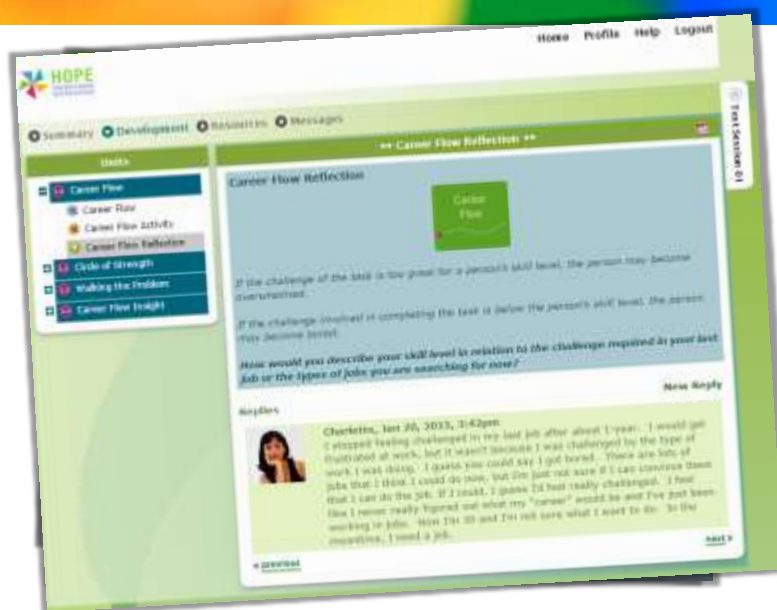 Home Profile Help Logout
HOPE
Summary Development Resources Messages
Test Session 01
Units
Career Flow
Career Flow
Career Flow Activity
Career Flow Reflection
Circle of Strength
Walking the Problem
Career Flow Insight
++ Career Flow Reflection ++
Career Flow Reflection
Career
Flow
If the challenge of the task is too great for a person's skill level, the person may become
overwhelmed.
If the challenge involved in completing the task is below the person's skill level, the person
may become bored.
How would you describe your skill level in relation to the challenge required in your last
job or the types of jobs you are searching for now?
New Reply
Replies
Charlotte, 20, 2015, 3:42pm
I stopped feeling challenged in my last job after about 1-year. I would get
frustrated at work, but it wasn't because I was challenged by the type of
work I was doing. I guess you could say I got bored. There are lots of
jobs that I think I could do now, but I'm just not sure if I can convince them
that I can do the job. If I could, I guess I'd feel really challenged. I feel
like I never really figured out what my "career" would be and I've just been
working in jobs. Now I'm 30 and I'm not sure what I want to do. In the
meantime, I need a job.
« previous
next »